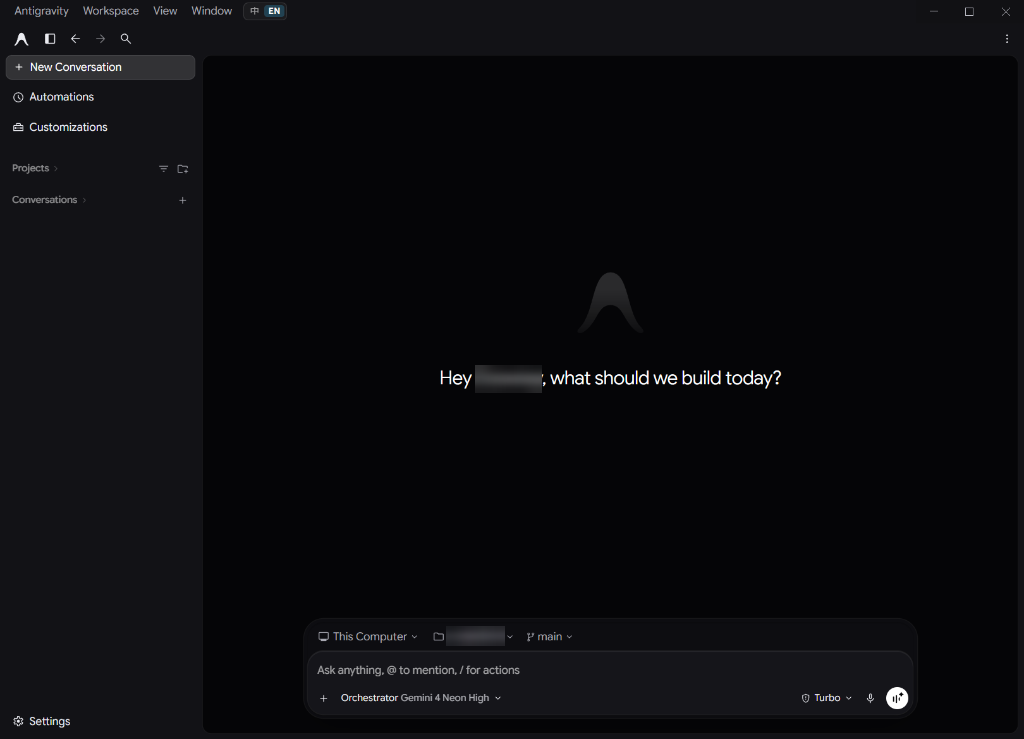 Antigravity Workspace View Window 中 EN
New Conversation
Automations
Customizations
Projects
Conversations
Hey , what should we build today?
This Computer main
Ask anything, @ to mention, / for actions
Orchestrator Gemini 4 Neon High Turbo
Settings